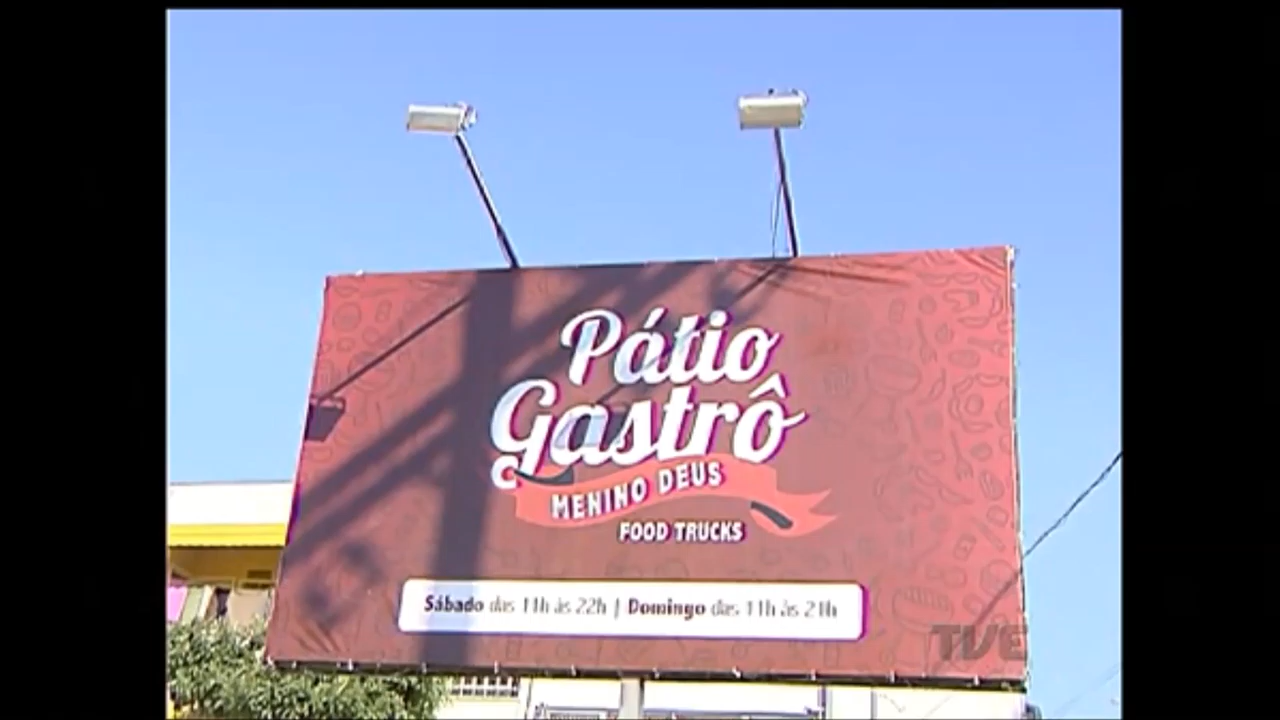 Pátio
Gastrô
MENINO DEUS
FOOD TRUCKS
Sábado das 11h às 22h | Domingo das 11h às 21h
TVE